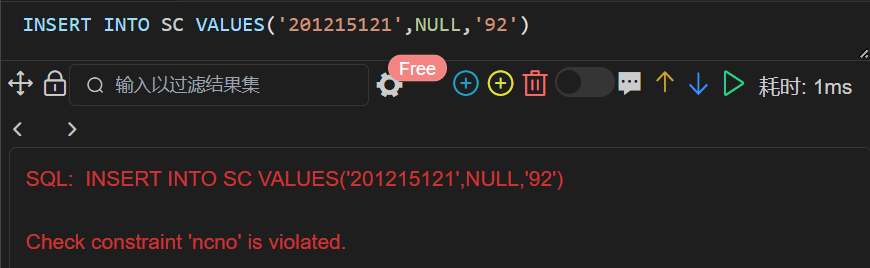 INSERT INTO SC VALUES('201215121',NULL,'92')
Free
输入以过滤结果集
耗时: 1ms
SQL:  INSERT INTO SC VALUES('201215121',NULL,'92')
Check constraint 'ncno' is violated.